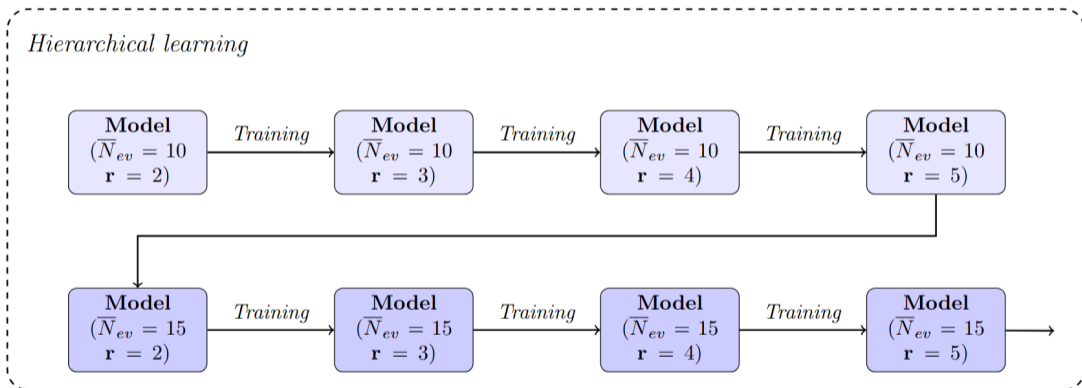 Hierarchical learning
Model
(N̅ev = 10
r = 2)
Training
Model
(N̅ev = 10
r = 3)
Training
Model
(N̅ev = 10
r = 4)
Training
Model
(N̅ev = 10
r = 5)
Model
(N̅ev = 15
r = 2)
Training
Model
(N̅ev = 15
r = 3)
Training
Model
(N̅ev = 15
r = 4)
Training
Model
(N̅ev = 15
r = 5)